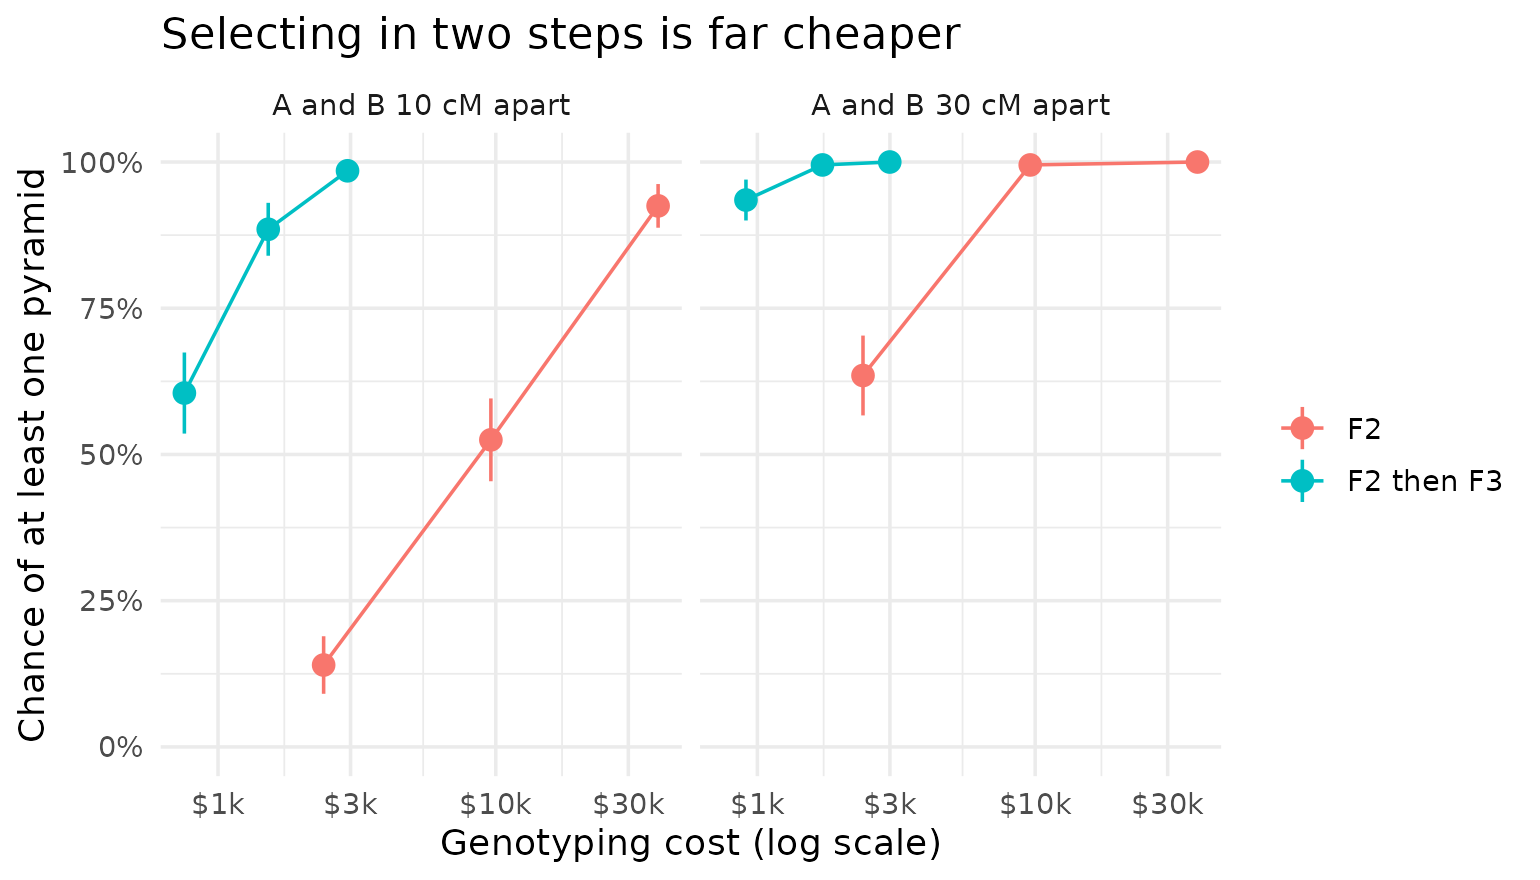 Selecting in two steps is far cheaper
A and B 10 cM apart
A and B 30 cM apart
Chance of at least one pyramid
100%
75%
50%
25%
0%
$1k
$3k
$10k
$30k
$1k
$3k
$10k
$30k
Genotyping cost (log scale)
F2
F2 then F3